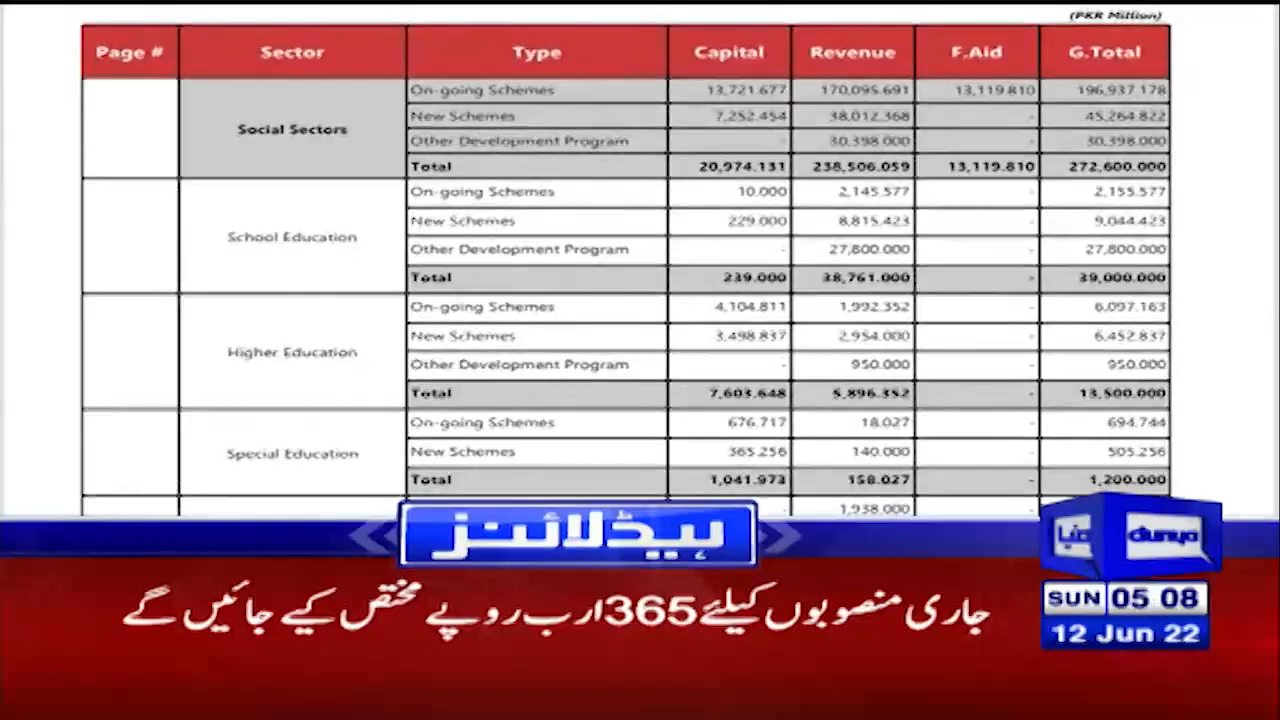 (PKR Million)
Page # Sector Type Capital Revenue F.Aid G.Total
Social Sectors
On-going Schemes 13,721.677 170,095.691 13,119.810 196,937.178
New Schemes 7,252.454 38,012.368 - 45,264.822
Other Development Program - 30,398.000 - 30,398.000
Total 20,974.131 238,506.059 13,119.810 272,600.000
School Education
On-going Schemes 10.000 2,145.577 - 2,155.577
New Schemes 229.000 8,815.423 - 9,044.423
Other Development Program - 27,800.000 - 27,800.000
Total 239.000 38,761.000 - 39,000.000
Higher Education
On-going Schemes 4,104.811 1,992.352 - 6,097.163
New Schemes 3,498.837 2,954.000 - 6,452.837
Other Development Program - 950.000 - 950.000
Total 7,603.648 5,896.352 - 13,500.000
Special Education
On-going Schemes 676.717 18.027 - 694.744
New Schemes 365.256 140.000 - 505.256
Total 1,041.973 158.027 - 1,200.000
1,938.000
ہیڈلائنز
دنیا dunya
جاری منصوبوں کیلئے 365 ارب روپے مختص کیے جائیں گے
SUN 05 08
12 Jun 22